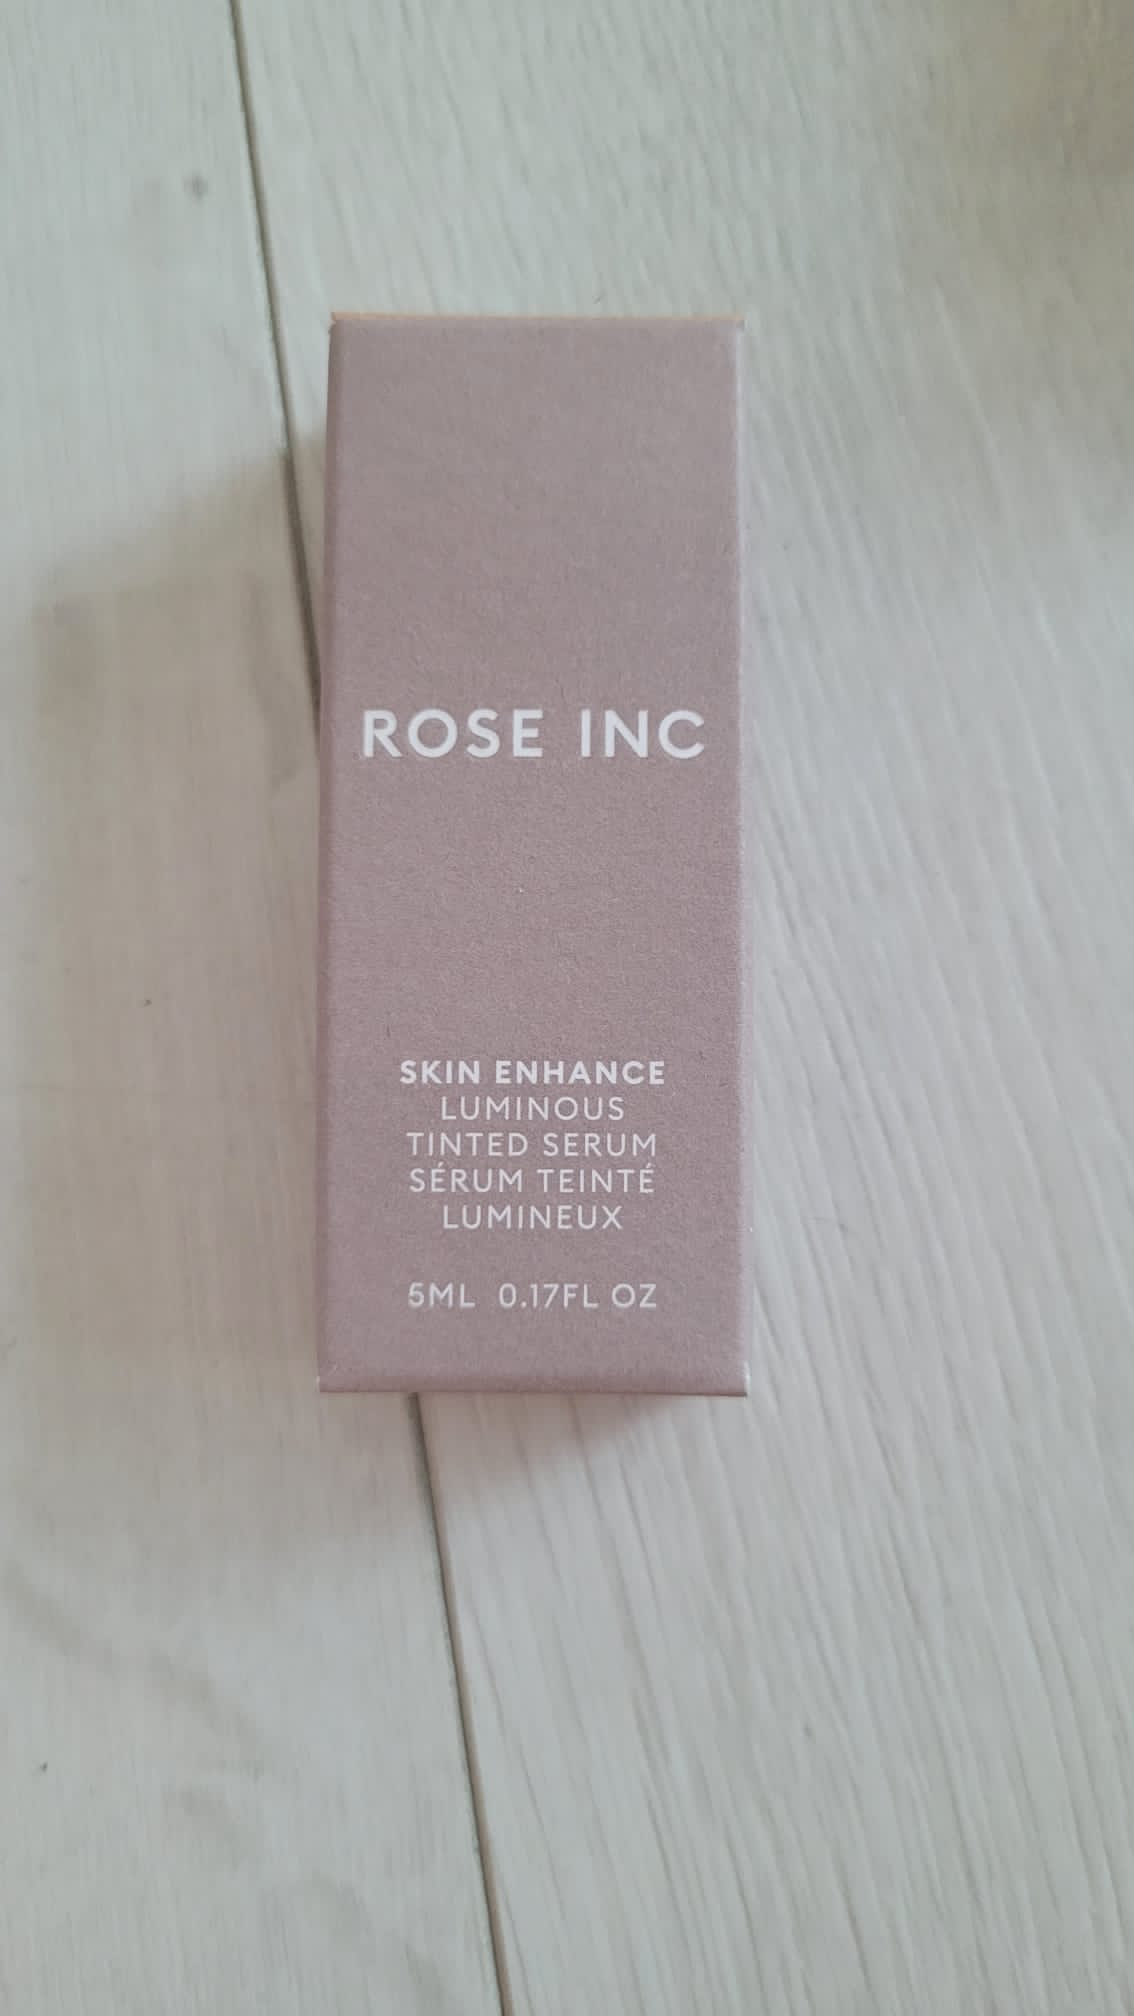 ROSE INC
SKIN ENHANCE
LUMINOUS
TINTED SERUM
SÉRUM TEINTÉ
LUMINEUX
5ML 0.17FL OZ